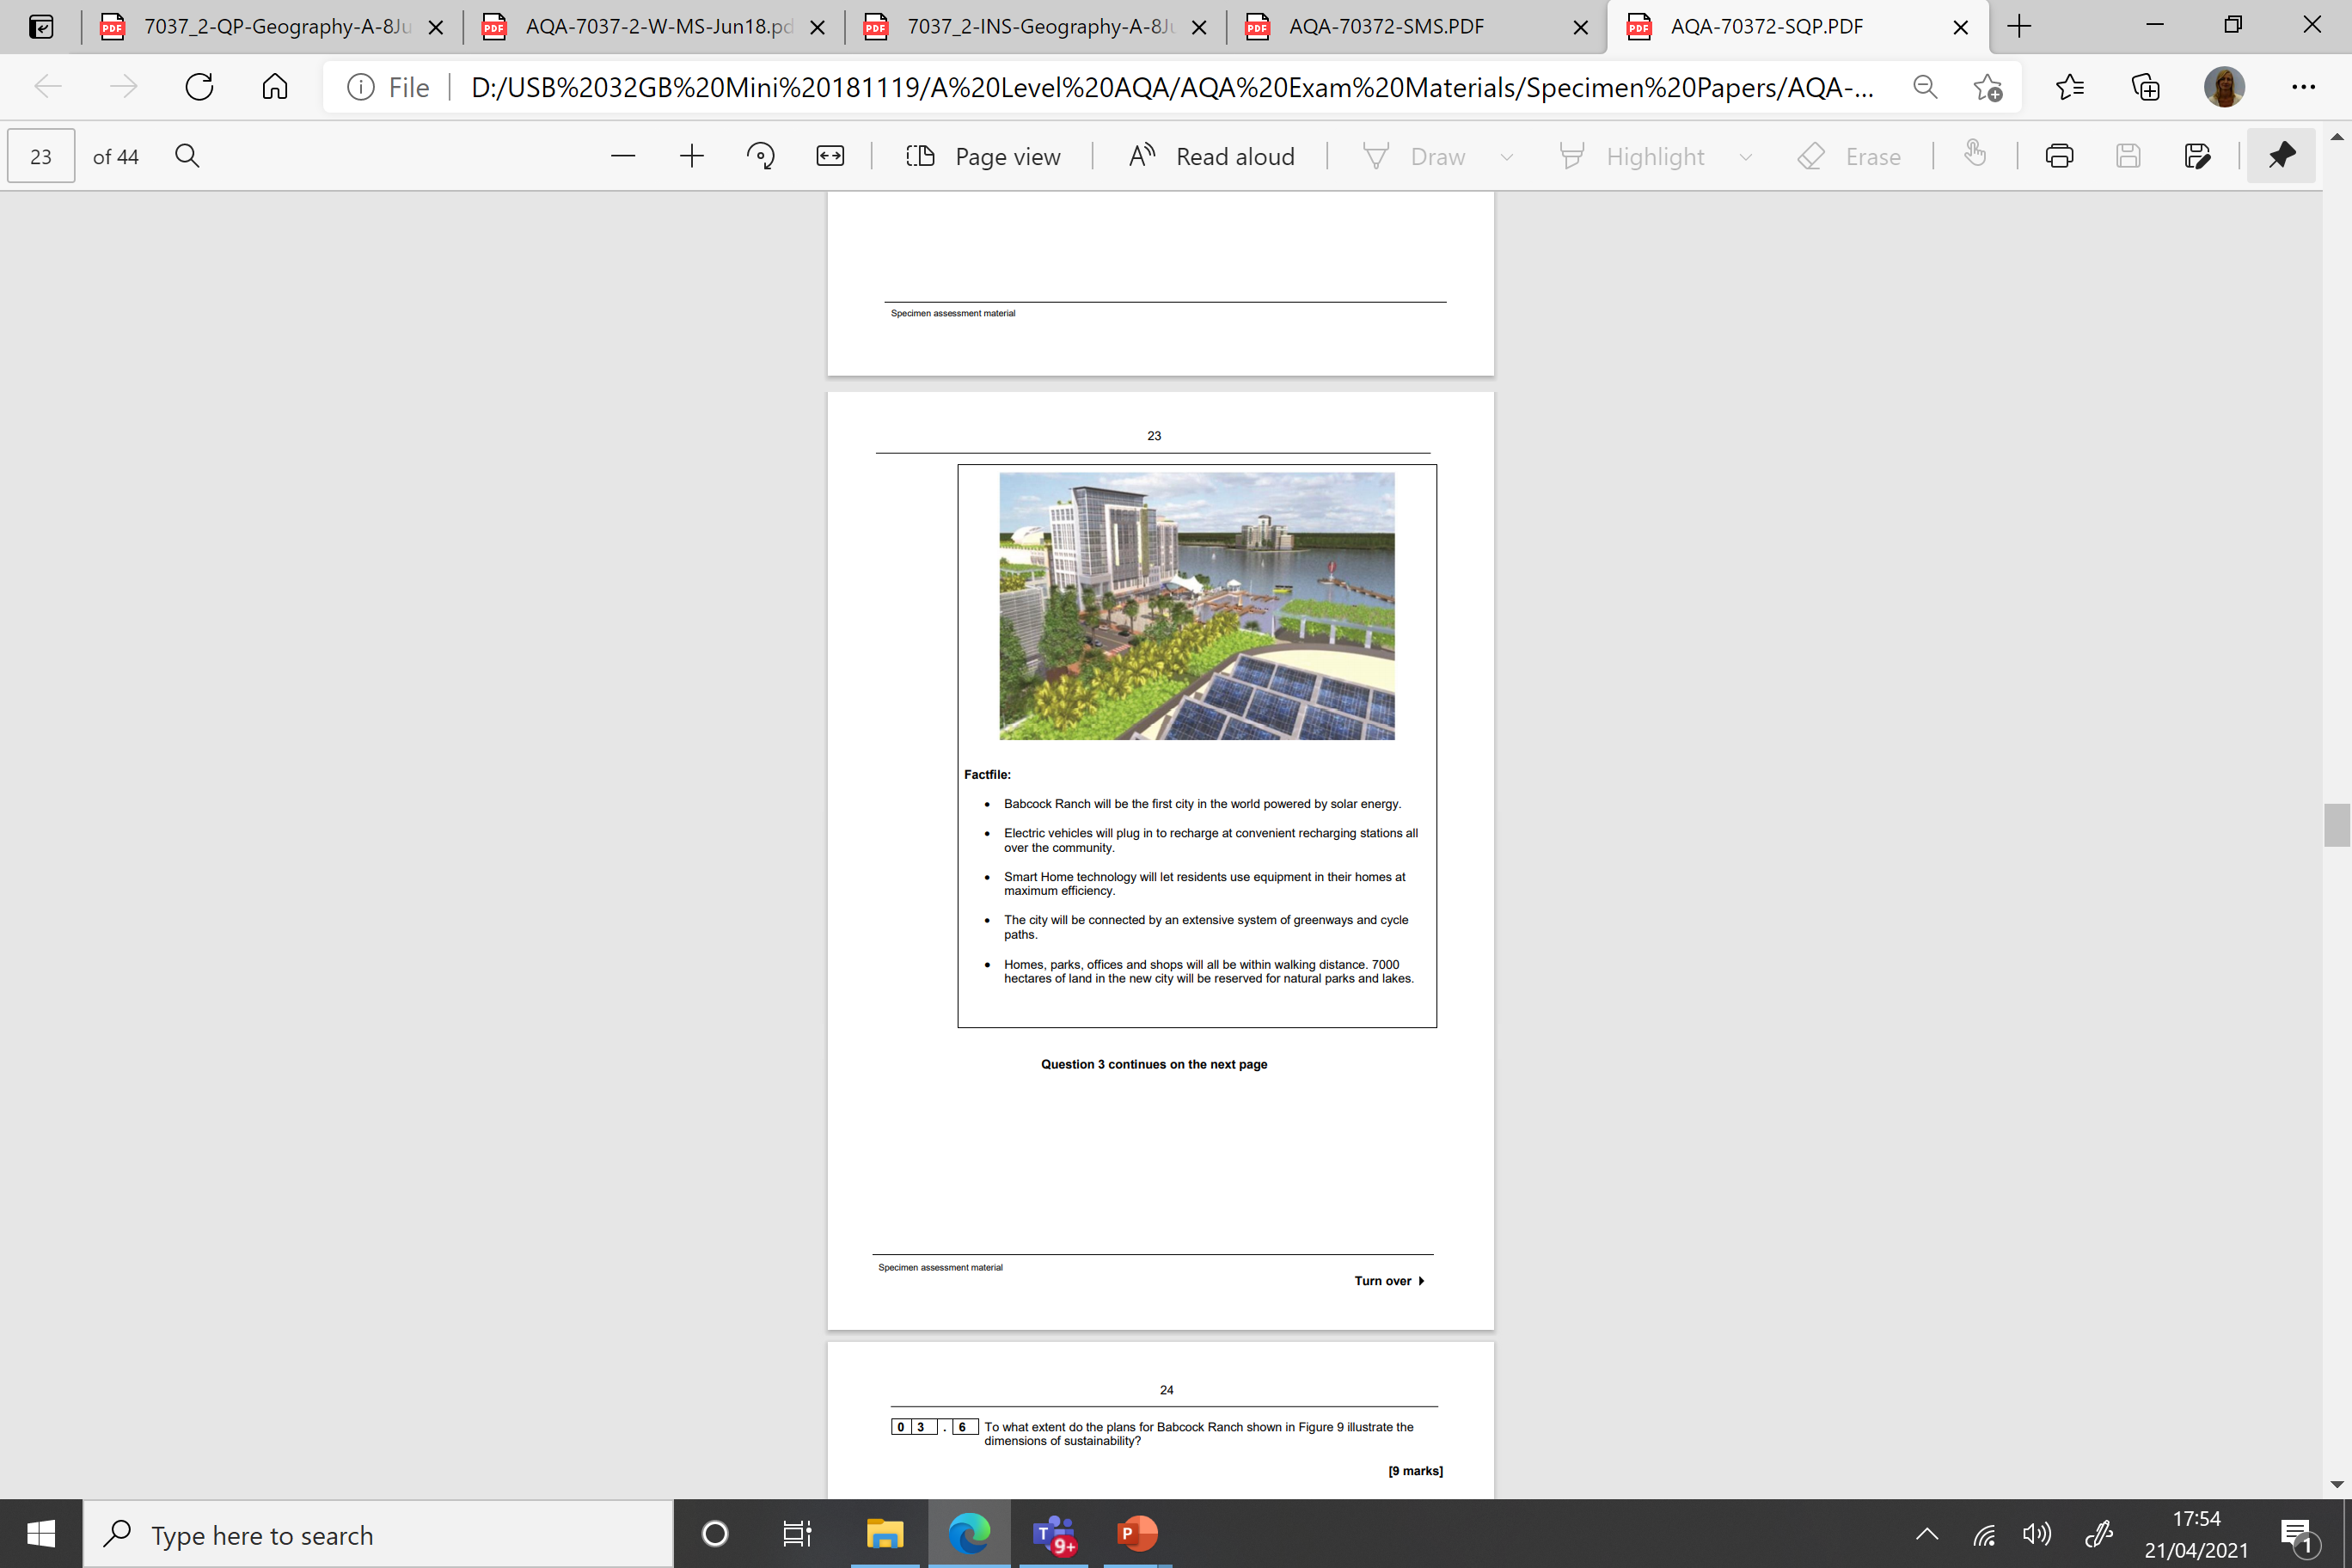 7037_2-QP-Geography-A-8Ju
AQA-7037-2-W-MS-Jun18.pd
7037_2-INS-Geography-A-8Ju
AQA-70372-SMS.PDF
AQA-70372-SQP.PDF
File
D:/USB%2032GB%20Mini%20181119/A%20Level%20AQA/AQA%20Exam%20Materials/Specimen%20Papers/AQA-...
23
of 44
Page view
Read aloud
Draw
Highlight
Erase
Specimen assessment material
23
Factfile:
• Babcock Ranch will be the first city in the world powered by solar energy.
• Electric vehicles will plug in to recharge at convenient recharging stations all
over the community.
• Smart Home technology will let residents use equipment in their homes at
maximum efficiency.
• The city will be connected by an extensive system of greenways and cycle
paths.
• Homes, parks, offices and shops will all be within walking distance. 7000
hectares of land in the new city will be reserved for natural parks and lakes.
Question 3 continues on the next page
Specimen assessment material
Turn over
24
0 3 . 6 To what extent do the plans for Babcock Ranch shown in Figure 9 illustrate the
dimensions of sustainability?
[9 marks]
Type here to search
T
9+
P
17:54
21/04/2021
1